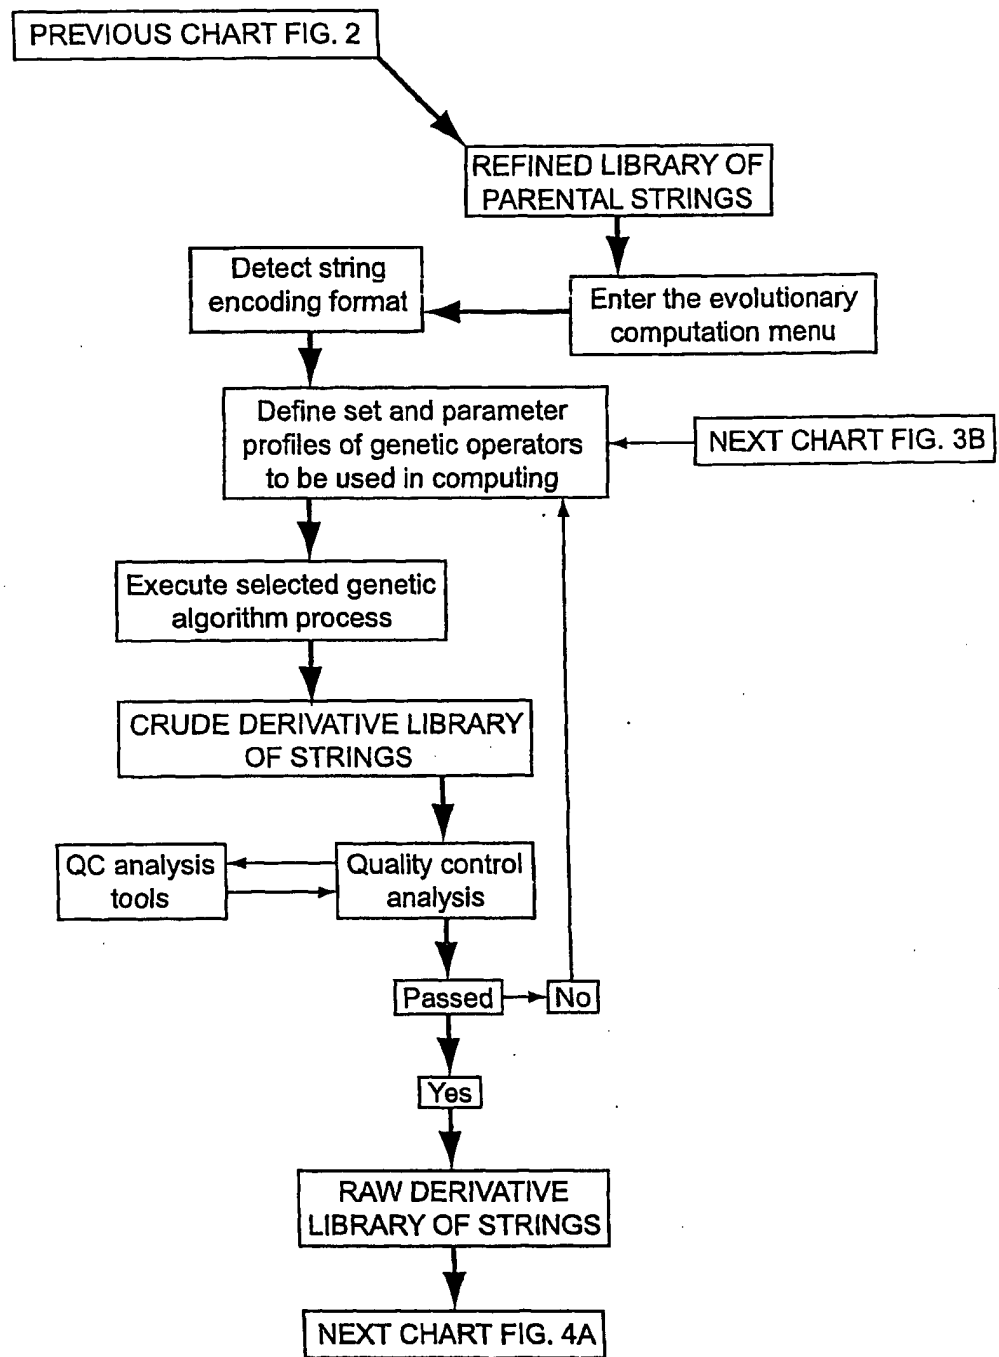 PREVIOUS CHART FIG. 2
REFINED LIBRARY OF
PARENTAL STRINGS
Detect string
encoding format
Enter the evolutionary
computation menu
Define set and parameter
profiles of genetic operators
to be used in computing
NEXT CHART FIG. 3B
Execute selected genetic
algorithm process
CRUDE DERIVATIVE LIBRARY
OF STRINGS
QC analysis
tools
Quality control
analysis
Passed
No
Yes
RAW DERIVATIVE
LIBRARY OF STRINGS
NEXT CHART FIG. 4A